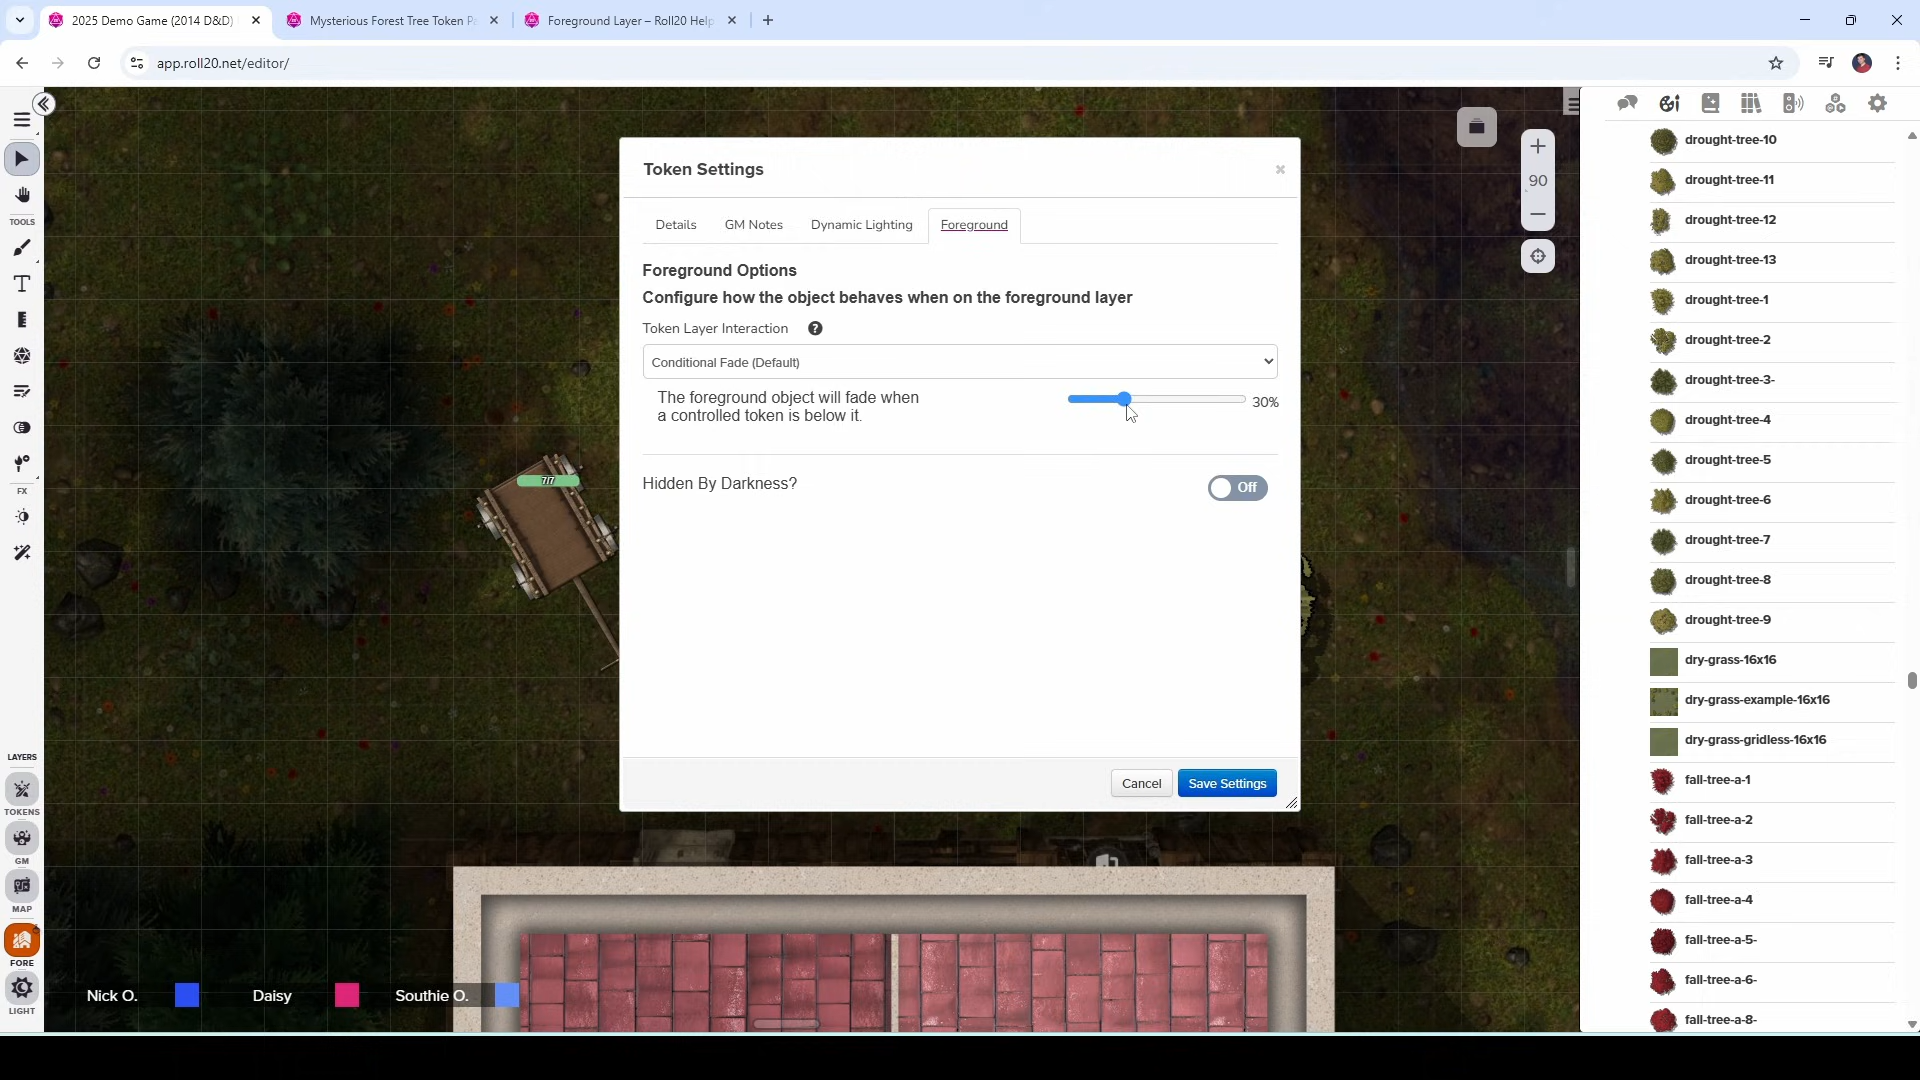 2025 Demo Game (2014 D&D)
Mysterious Forest Tree Token P
Foreground Layer – Roll20 Help
app.roll20.net/editor/
TOOLS
FX
LAYERS
TOKENS
GM
MAP
FORE
LIGHT
Nick O.
Daisy
Southie O.
7/7
Token Settings
Details
GM Notes
Dynamic Lighting
Foreground
Foreground Options
Configure how the object behaves when on the foreground layer
Token Layer Interaction ?
Conditional Fade (Default)
The foreground object will fade when
a controlled token is below it.
30%
Hidden By Darkness?
Off
Cancel
Save Settings
90
drought-tree-10
drought-tree-11
drought-tree-12
drought-tree-13
drought-tree-1
drought-tree-2
drought-tree-3-
drought-tree-4
drought-tree-5
drought-tree-6
drought-tree-7
drought-tree-8
drought-tree-9
dry-grass-16x16
dry-grass-example-16x16
dry-grass-gridless-16x16
fall-tree-a-1
fall-tree-a-2
fall-tree-a-3
fall-tree-a-4
fall-tree-a-5-
fall-tree-a-6-
fall-tree-a-8-